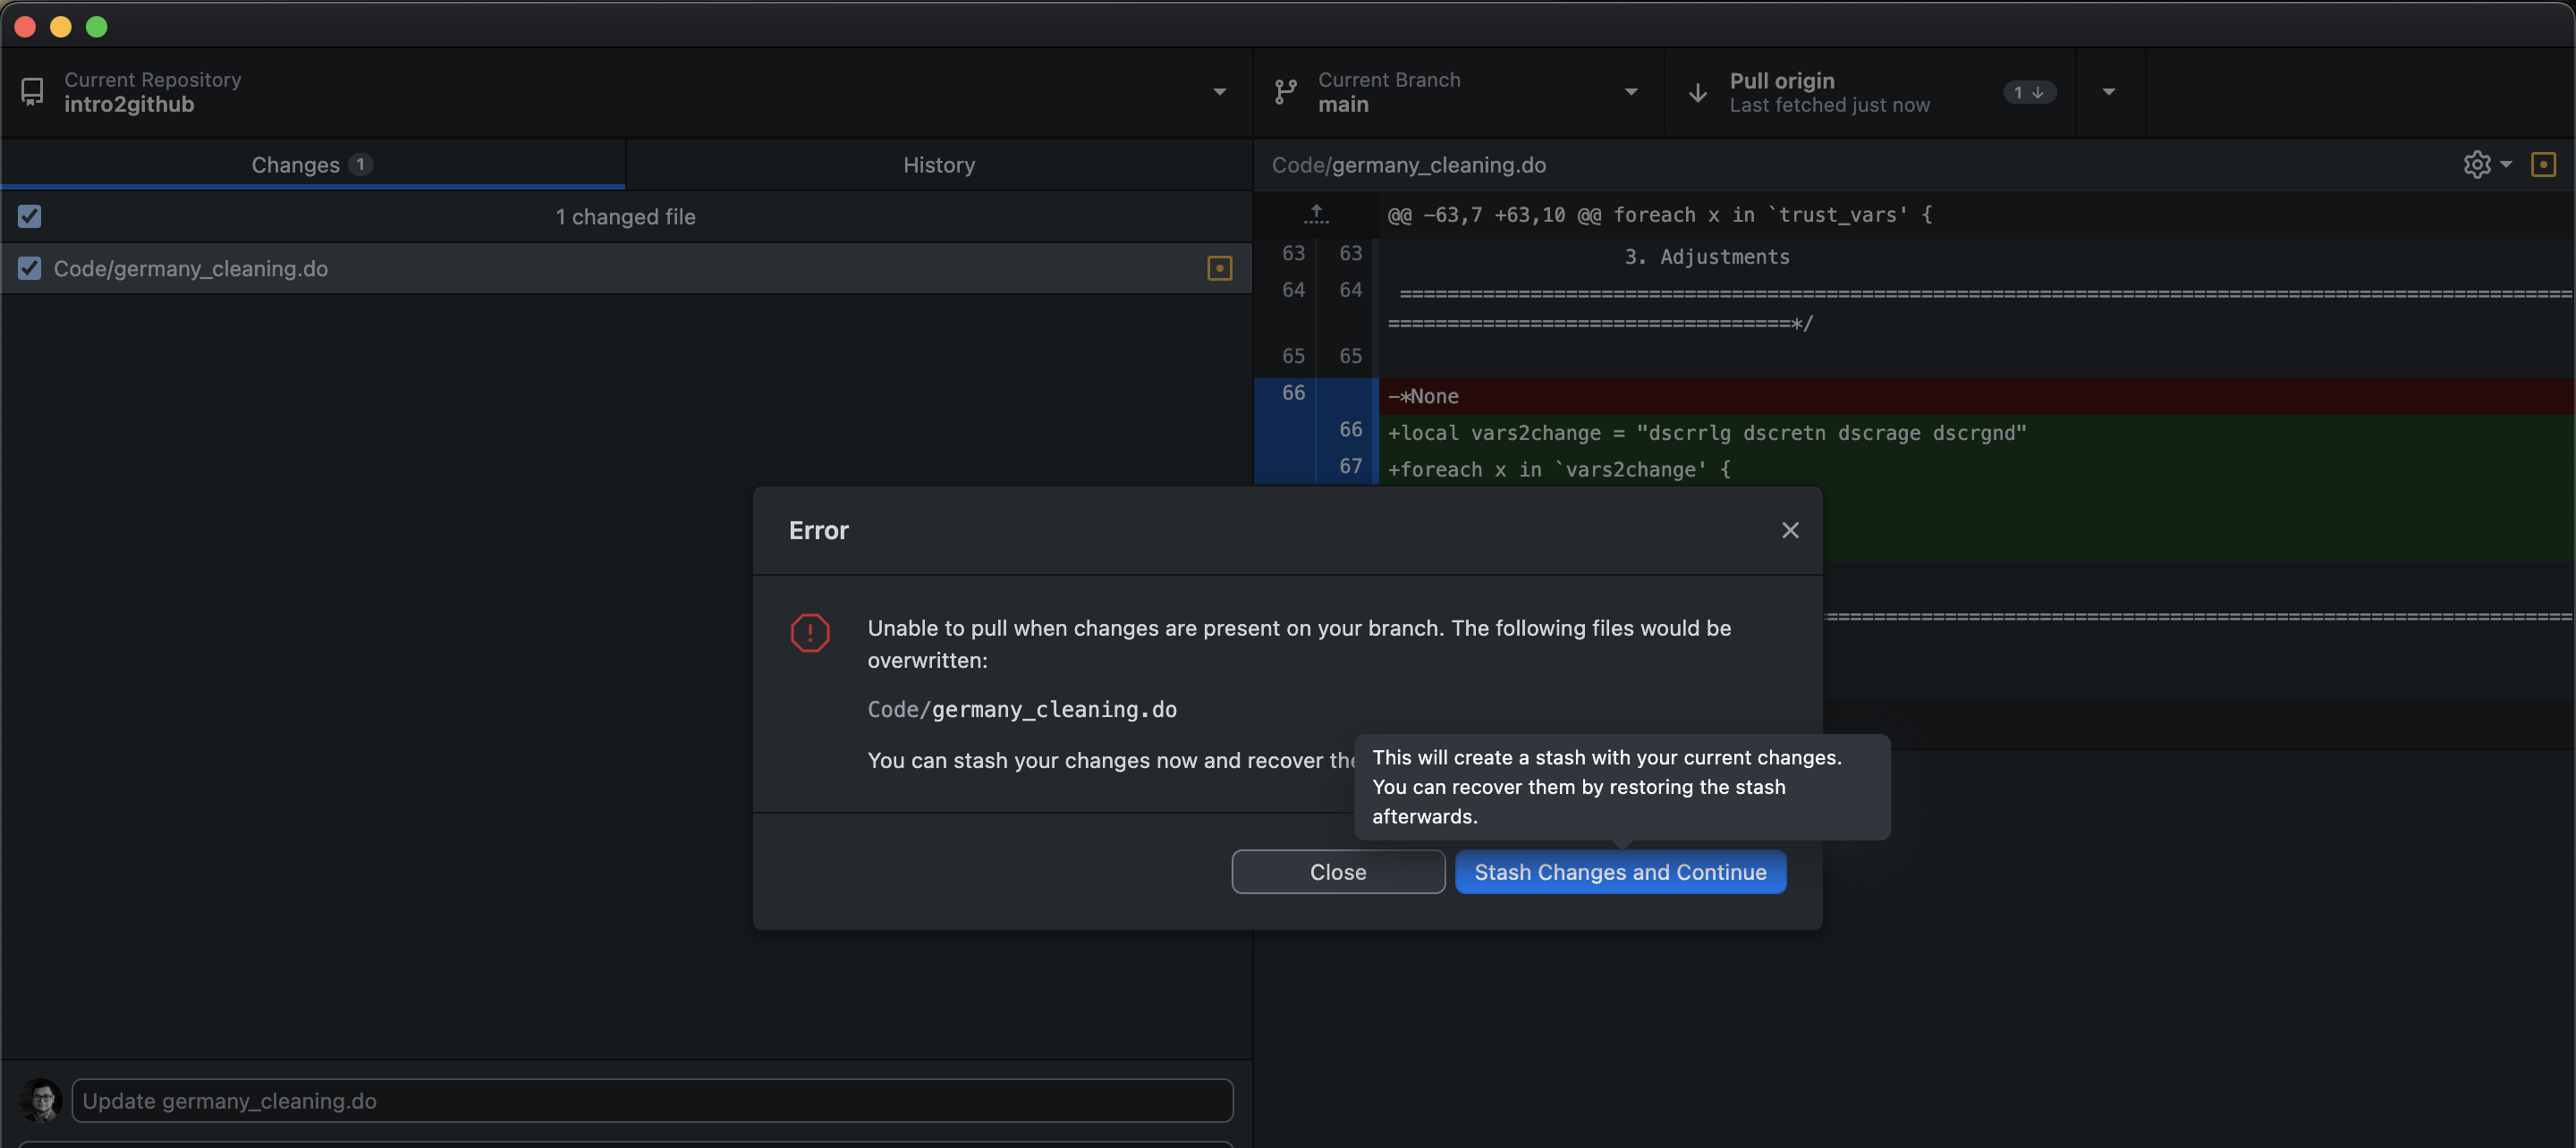 Current Repository
intro2github
Current Branch
main
Pull origin
Last fetched just now
1
Changes 1
History
1 changed file
Code/germany_cleaning.do
Code/germany_cleaning.do
@@ -63,7 +63,10 @@ foreach x in `trust_vars' {
63 63 3. Adjustments
64 64 ====================================================================================================
==================================*/
65 65
66 -*None
66 +local vars2change = "dscrrlg dscretn dscrage dscrgnd"
67 +foreach x in `vars2change' {
===============================================================
Error
Unable to pull when changes are present on your branch. The following files would be
overwritten:
Code/germany_cleaning.do
You can stash your changes now and recover
This will create a stash with your current changes.
You can recover them by restoring the stash
afterwards.
Close
Stash Changes and Continue
Update germany_cleaning.do